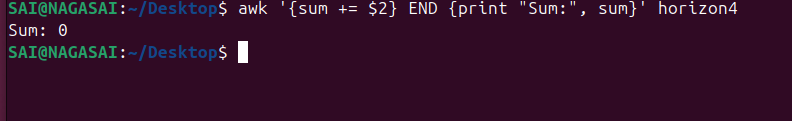 SAI@NAGASAI:~/Desktop$ awk '{sum += $2} END {print "Sum:", sum}' horizon4
Sum: 0
SAI@NAGASAI:~/Desktop$